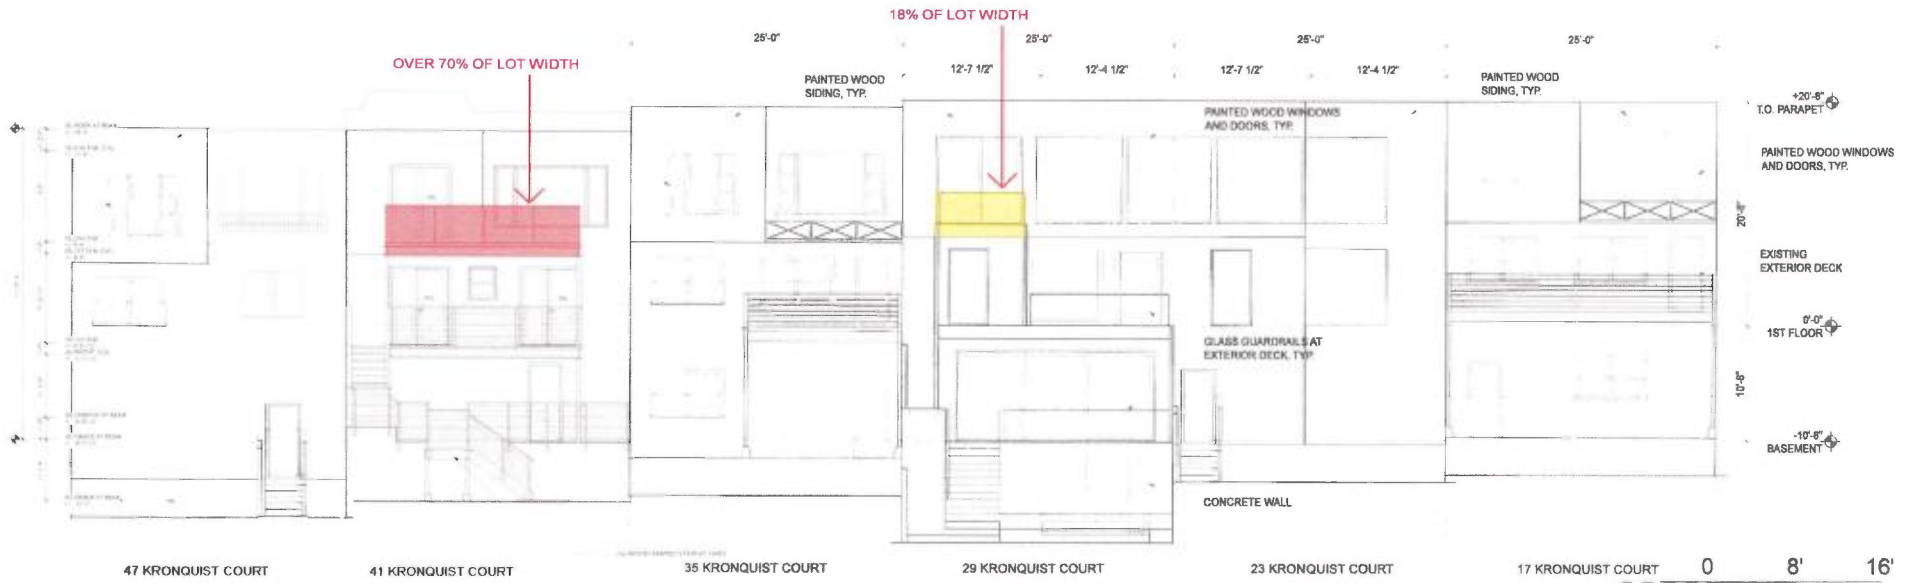 18% OF LOT WIDTH
OVER 70% OF LOT WIDTH
25'-0"
25'-0"
25'-0"
25'-0"
12'-7 1/2"
12'-4 1/2"
12'-7 1/2"
12'-4 1/2"
PAINTED WOOD
SIDING, TYP.
PAINTED WOOD
SIDING, TYP.
+20'-8"
T.O. PARAPET
PAINTED WOOD WINDOWS
AND DOORS, TYP.
PAINTED WOOD WINDOWS
AND DOORS, TYP.
20'-8"
EXISTING
EXTERIOR DECK
0'-0"
1ST FLOOR
GLASS GUARDRAILS AT
EXTERIOR DECK, TYP.
10'-8"
-10'-8"
BASEMENT
CONCRETE WALL
47 KRONQUIST COURT
41 KRONQUIST COURT
35 KRONQUIST COURT
29 KRONQUIST COURT
23 KRONQUIST COURT
17 KRONQUIST COURT
0 8' 16'